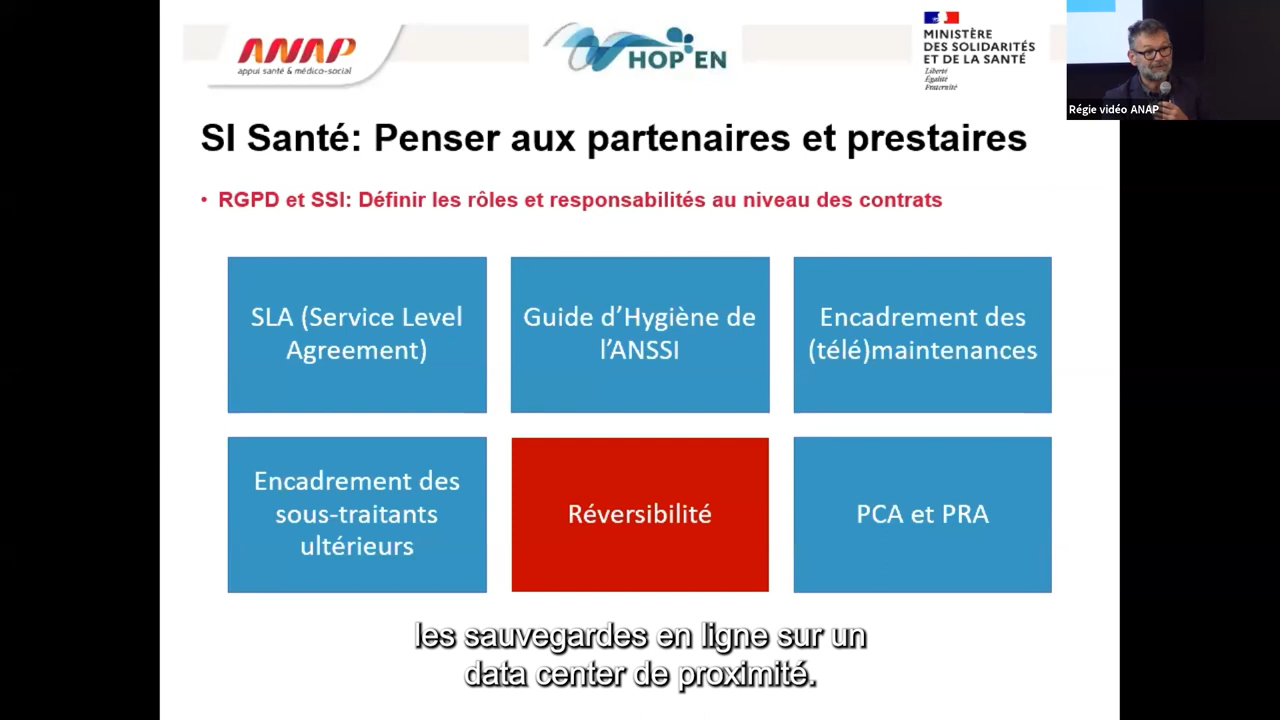 ANAP
appui santé & médico-social
HOP'EN
MINISTÈRE
DES SOLIDARITÉS
ET DE LA SANTÉ
Liberté
Égalité
Fraternité
Régie vidéo ANAP
SI Santé: Penser aux partenaires et prestaires
• RGPD et SSI: Définir les rôles et responsabilités au niveau des contrats
SLA (Service Level
Agreement)
Guide d’Hygiène de
l’ANSSI
Encadrement des
(télé)maintenances
Encadrement des
sous-traitants
ultérieurs
Réversibilité
PCA et PRA
les sauvegardes en ligne sur un
data center de proximité.